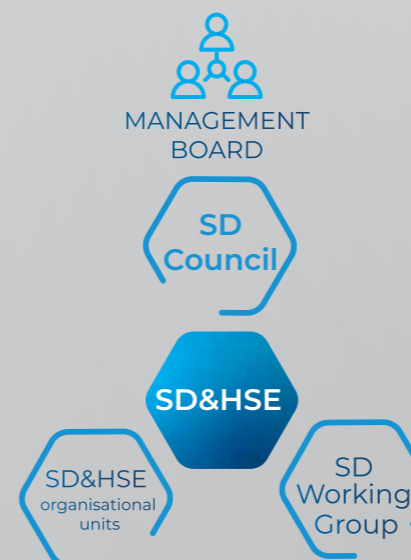 MANAGEMENT
BOARD
SD
Council
SD&HSE
SD&HSE
organisational
units
SD
Working
Group